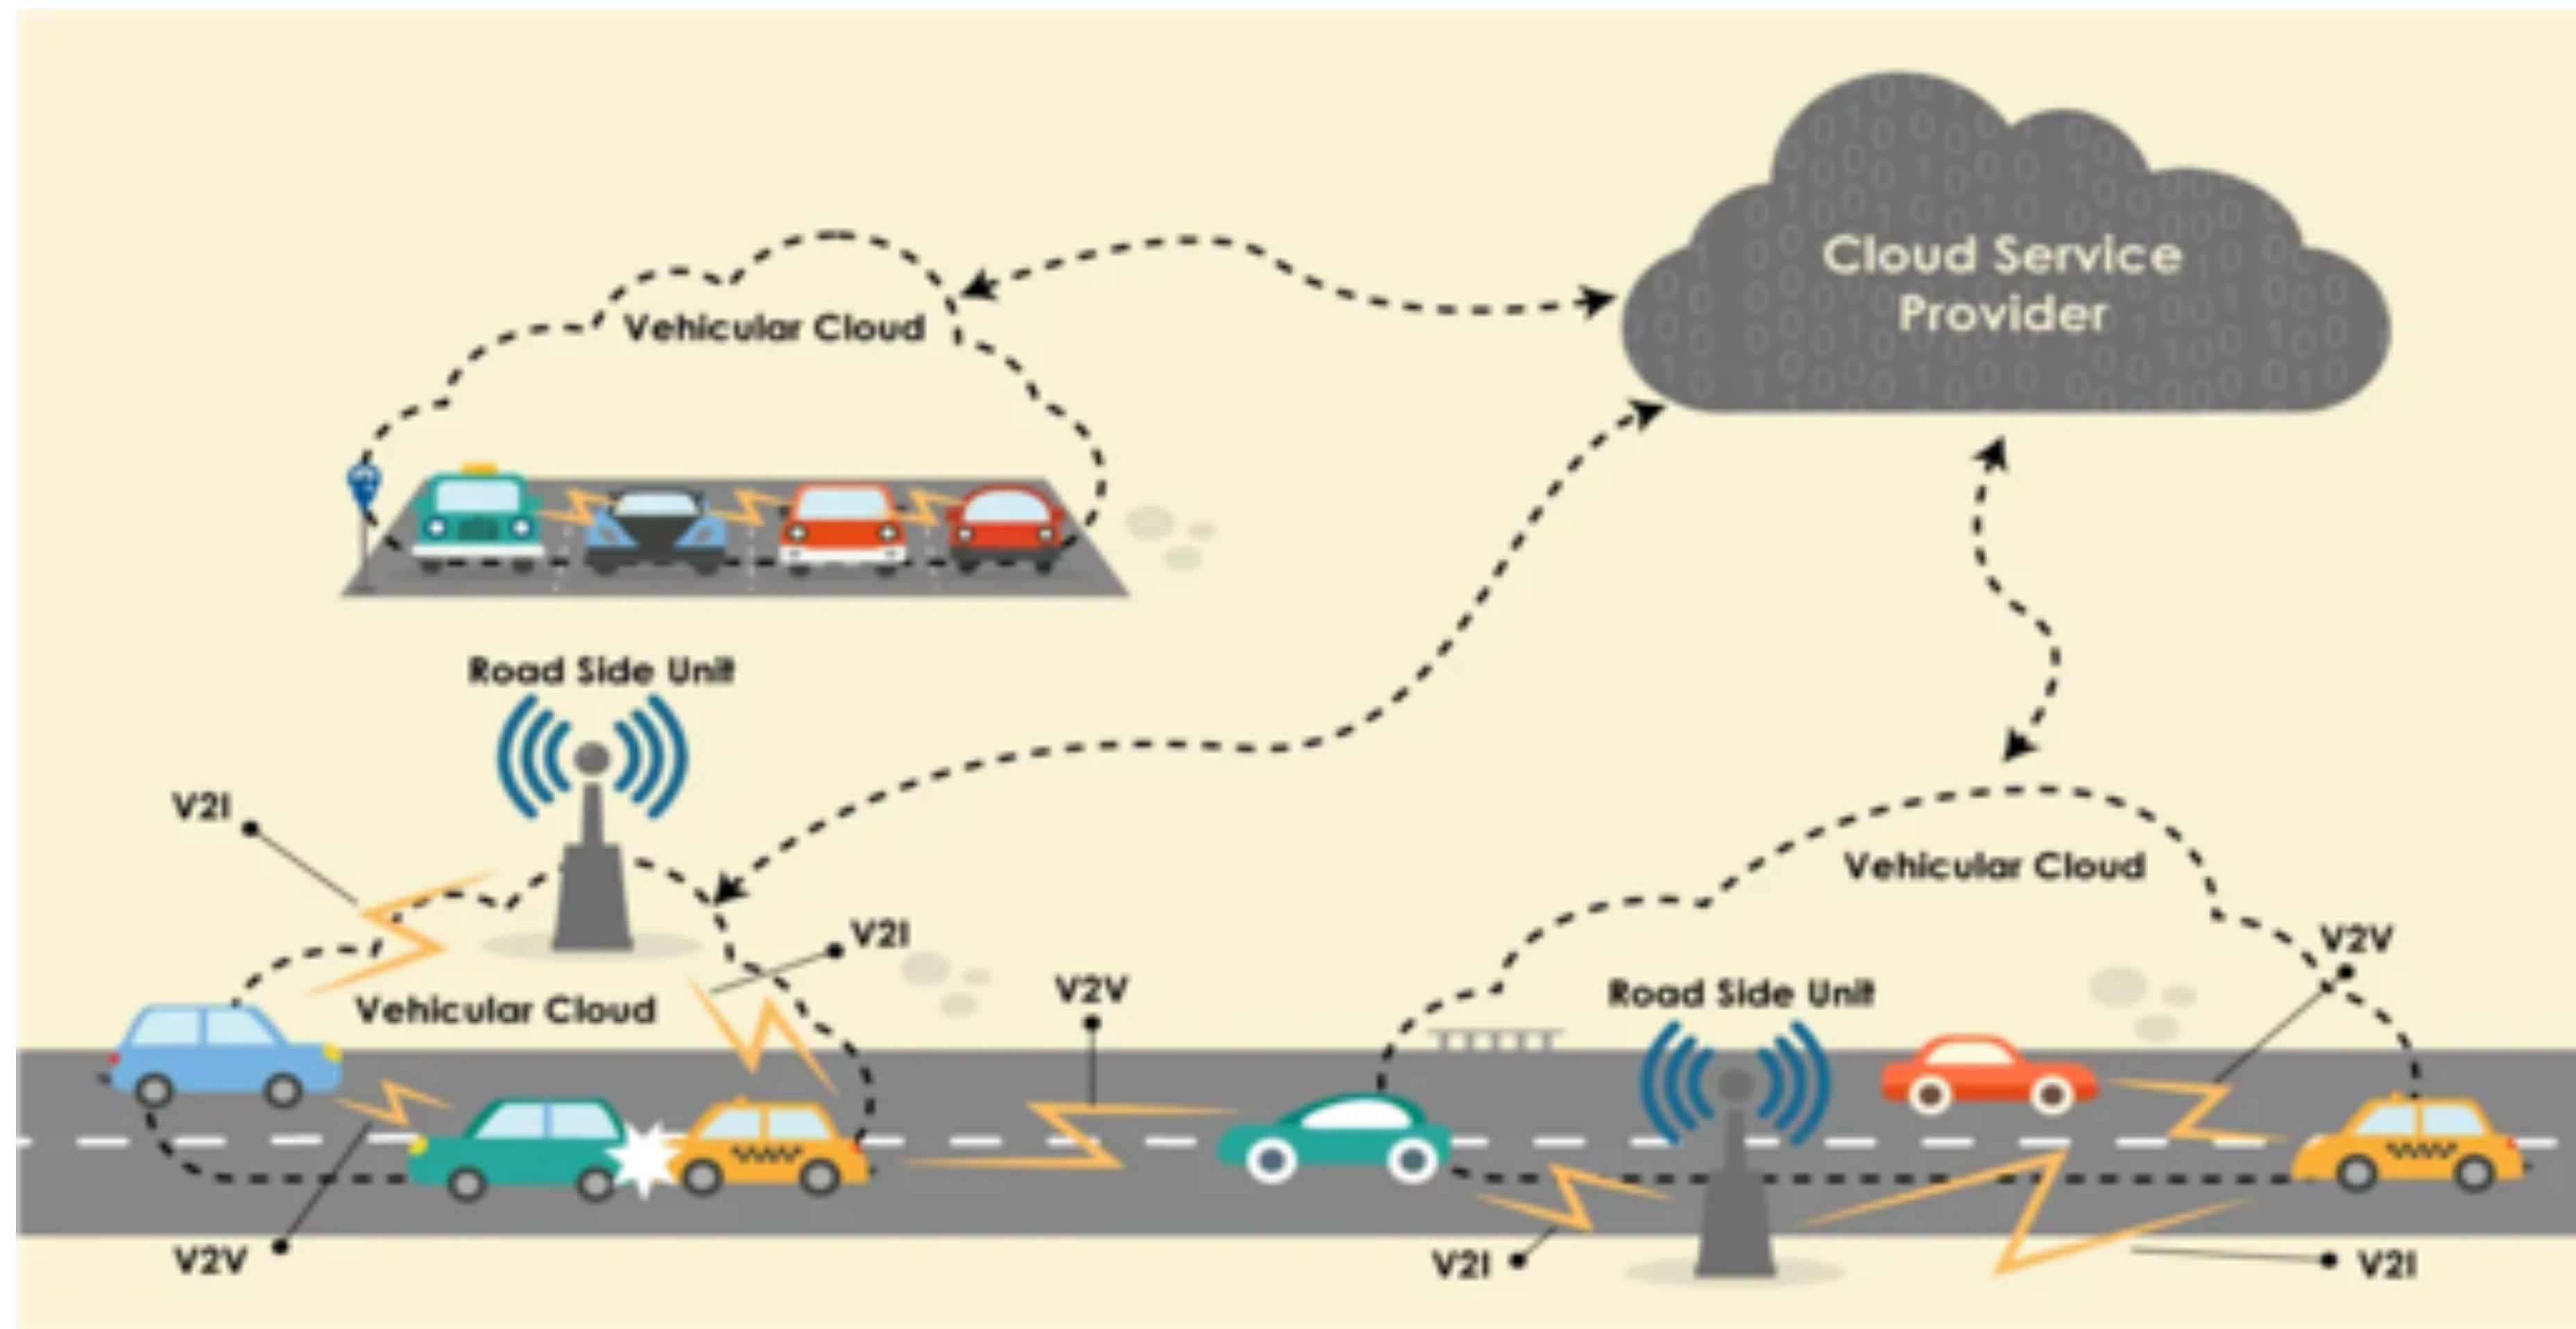 Cloud Service
Provider
Vehicular Cloud
Road Side Unit
V2I
V2I
Vehicular Cloud
V2V
V2V
Vehicular Cloud
V2V
Road Side Unit
V2I
V2I